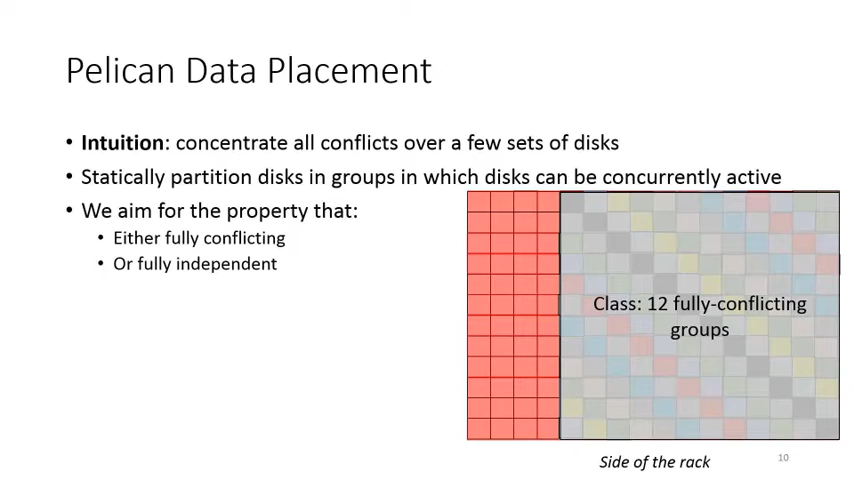 Pelican Data Placement
• Intuition: concentrate all conflicts over a few sets of disks
• Statically partition disks in groups in which disks can be concurrently active
• We aim for the property that:
• Either fully conflicting
• Or fully independent
Class: 12 fully-conflicting
groups
Side of the rack
10